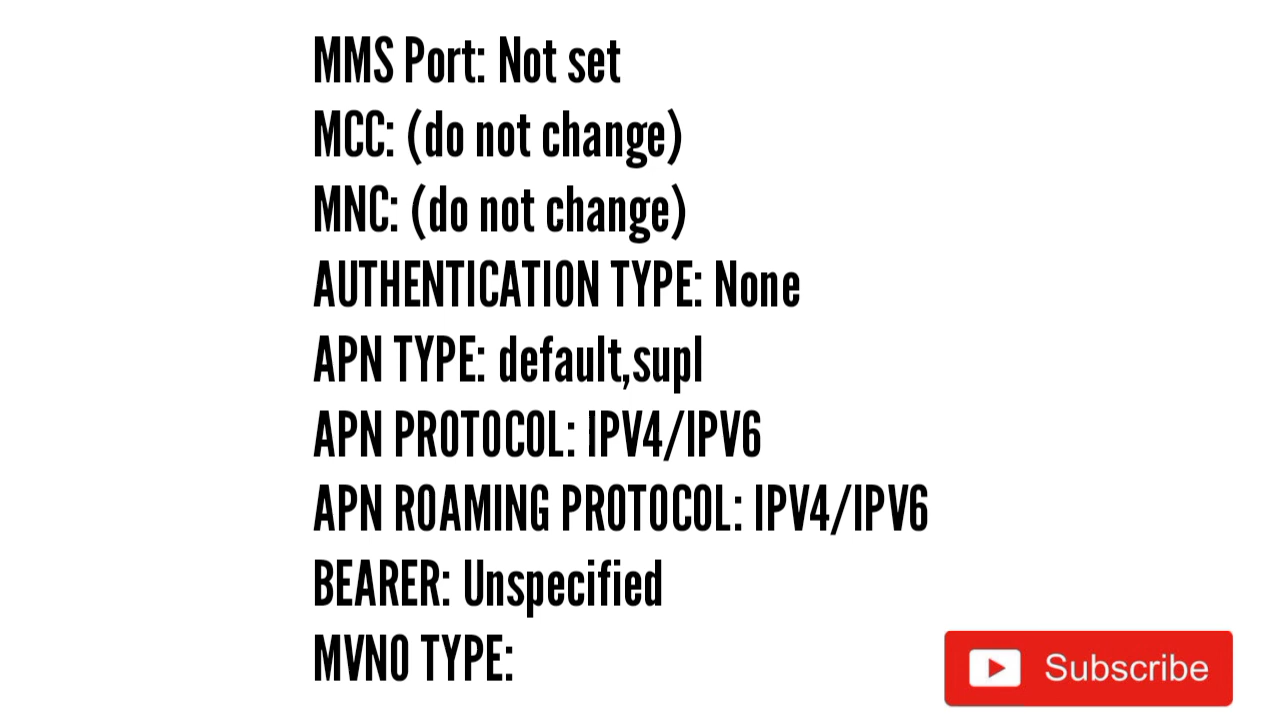 MMS Port: Not set
MCC: (do not change)
MNC: (do not change)
AUTHENTICATION TYPE: None
APN TYPE: default,supl
APN PROTOCOL: IPV4/IPV6
APN ROAMING PROTOCOL: IPV4/IPV6
BEARER: Unspecified
MVNO TYPE:
Subscribe